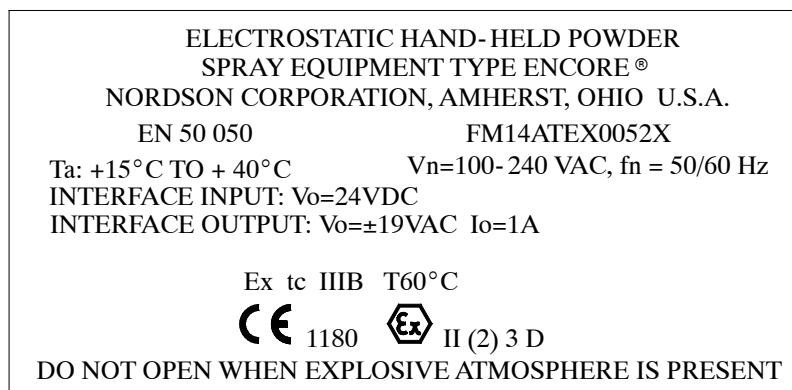 ELECTROSTATIC HAND-HELD POWDER
SPRAY EQUIPMENT TYPE ENCORE ®
NORDSON CORPORATION, AMHERST, OHIO U.S.A.
EN 50 050 FM14ATEX0052X
Ta: +15°C TO + 40°C Vn=100-240 VAC, fn = 50/60 Hz
INTERFACE INPUT: Vo=24VDC
INTERFACE OUTPUT: Vo=±19VAC Io=1A
Ex tc IIIB T60°C
CE 1180 Ex II (2) 3 D
DO NOT OPEN WHEN EXPLOSIVE ATMOSPHERE IS PRESENT